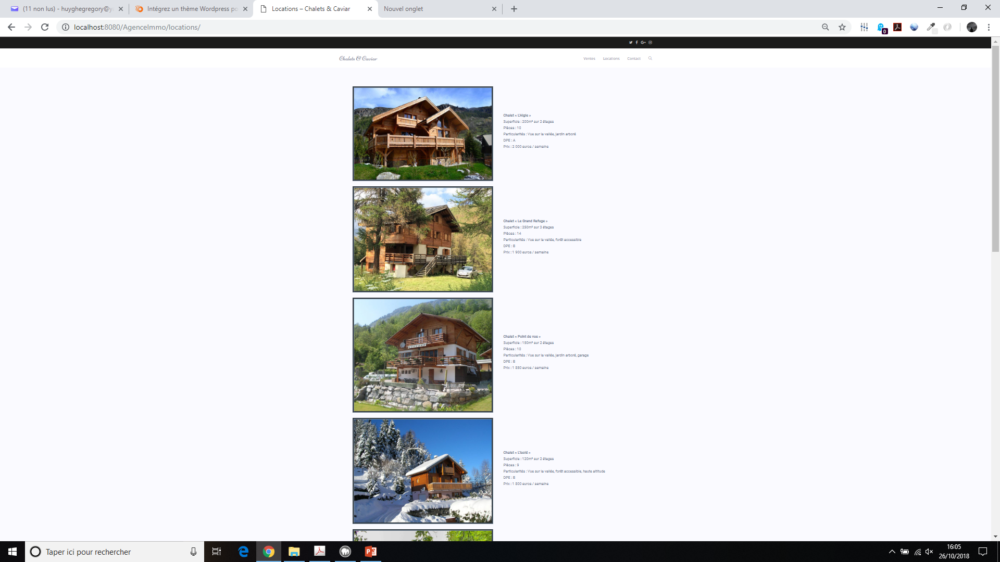 (11 non lus) - huyghegregory@y
Intégrez un thème Wordpress po
Locations – Chalets & Caviar
Nouvel onglet
localhost:8080/AgenceImmo/locations/
0
Chalets & Caviar
Ventes
Locations
Contact
Chalet « L'Aigle »
Superficie : 200m² sur 2 étages
Pièces : 10
Particularités : Vue sur la vallée, jardin arboré
DPE : A
Prix : 2 000 euros / semaine
Chalet « Le Grand Refuge »
Superficie : 250m² sur 3 étages
Pièces : 14
Particularités : Vue sur la vallée, forêt accessible
DPE : B
Prix : 1 900 euros / semaine
Chalet « Point de vue »
Superficie : 150m² sur 2 étages
Pièces : 10
Particularités : Vue sur la vallée, jardin arboré, garage
DPE : B
Prix : 1 850 euros / semaine
Chalet « L'Isolé »
Superficie : 120m² sur 2 étages
Pièces : 9
Particularités : Vue sur la vallée, forêt accessible, haute altitude
DPE : B
Prix : 1 800 euros / semaine
Taper ici pour rechercher
16:05
26/10/2018